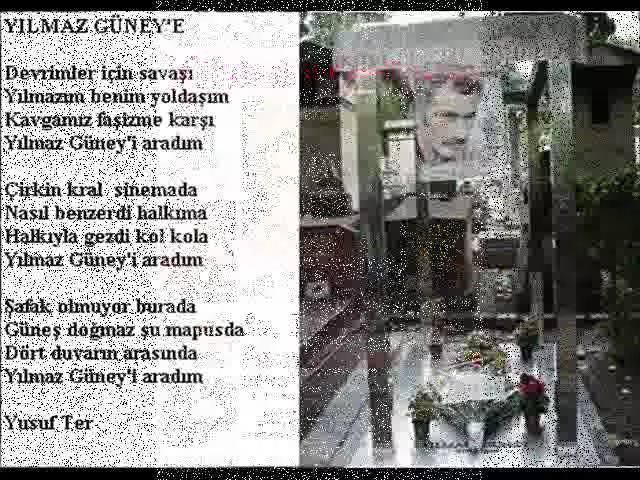 YILMAZ GÜNEY'E
Devrimler için savaşı
Yılmazım benim yoldaşım
Kavgamız faşizme karşı
Yılmaz Güney'i aradım
Çirkin kral sinemada
Nasıl benzerdi halkıma
Halkıyla gezdi kol kola
Yılmaz Güney'i aradım
Şafak olmuyor burada
Güneş doğmaz şu mapusda
Dört duvarın arasında
Yılmaz Güney'i aradım
Yusuf Ter